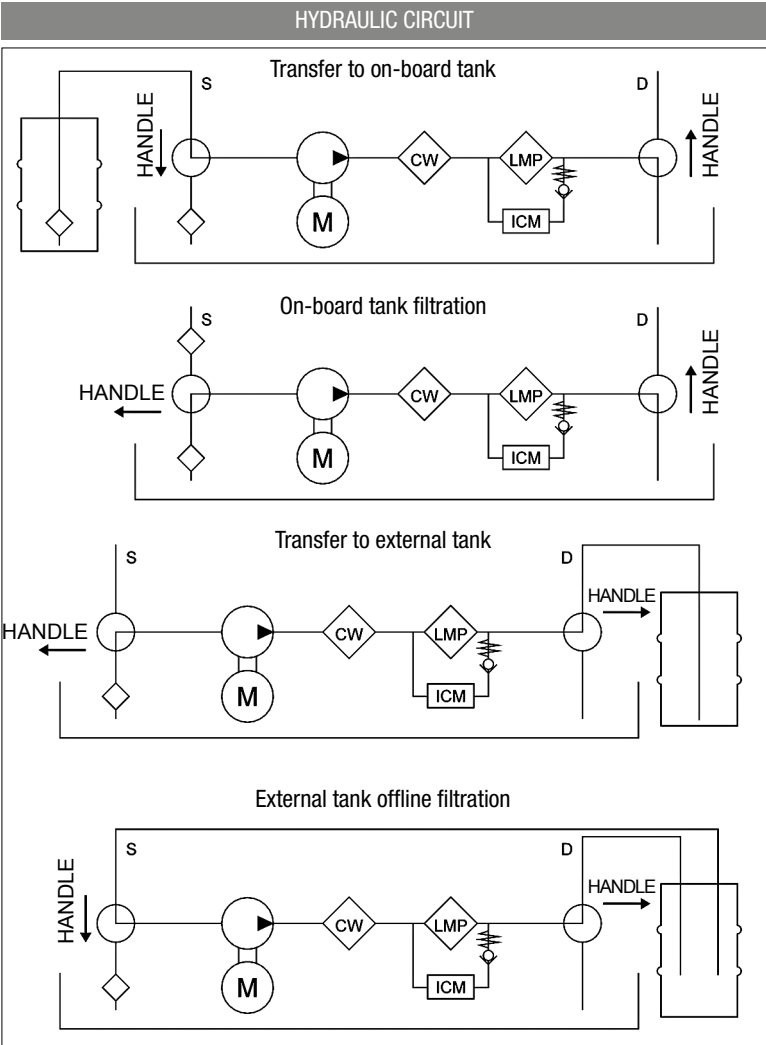 HYDRAULIC CIRCUIT
Transfer to on-board tank
S
D
HANDLE
HANDLE
CW
LMP
M
ICM
On-board tank filtration
S
D
HANDLE
HANDLE
CW
LMP
M
ICM
Transfer to external tank
S
D
HANDLE
HANDLE
CW
LMP
M
ICM
External tank offline filtration
S
D
HANDLE
HANDLE
CW
LMP
M
ICM